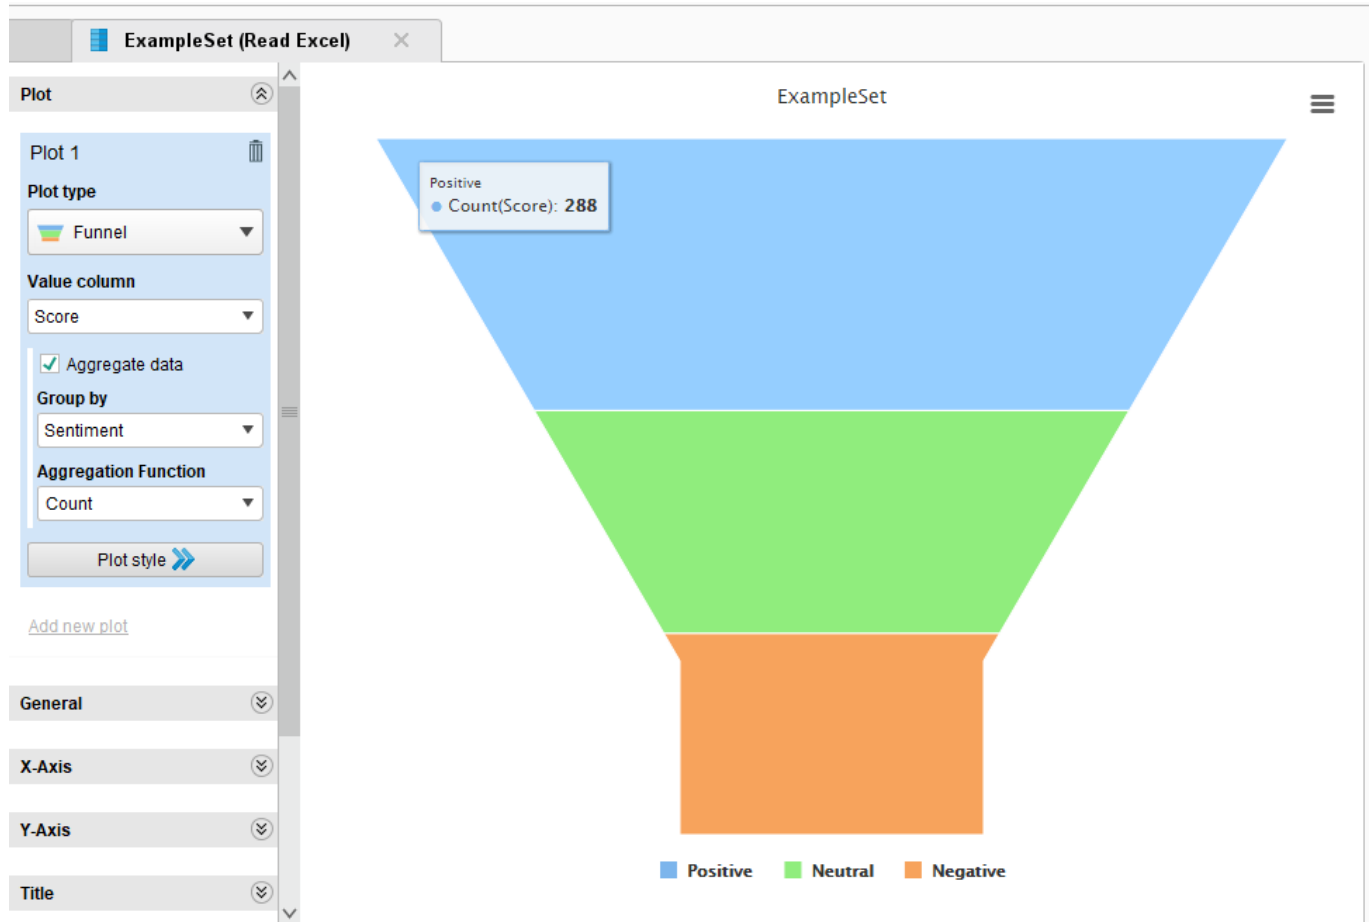 ExampleSet (Read Excel)
Plot
Plot 1
Plot type
Funnel
Value column
Score
Aggregate data
Group by
Sentiment
Aggregation Function
Count
Plot style
Add new plot
General
X-Axis
Y-Axis
Title
ExampleSet
Positive
Count(Score): 288
Positive Neutral Negative